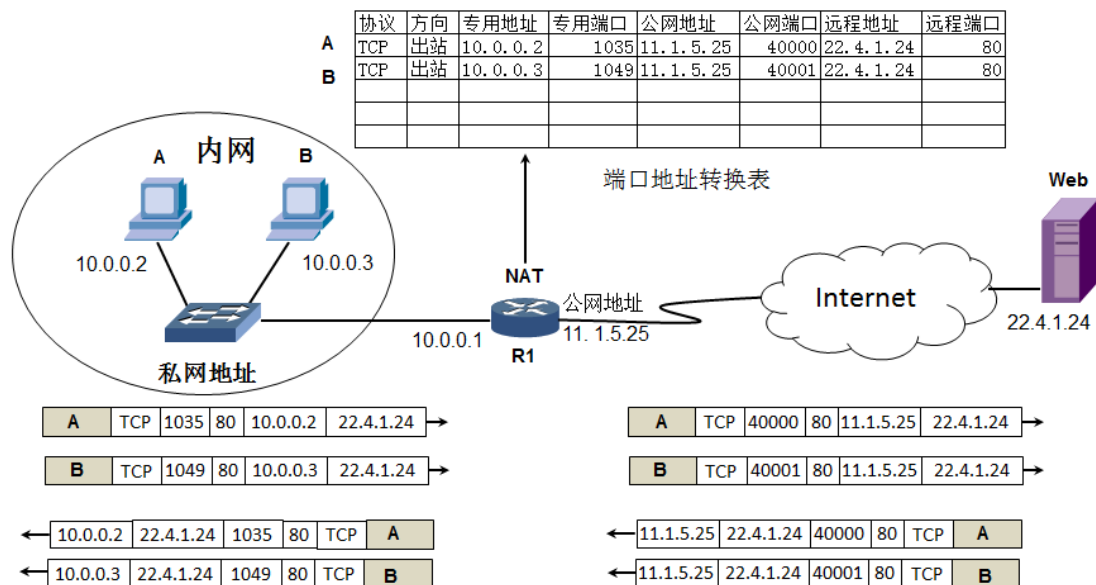 协议 方向 专用地址 专用端口 公网地址 公网端口 远程地址 远程端口
A TCP 出站 10.0.0.2 1035 11.1.5.25 40000 22.4.1.24 80
B TCP 出站 10.0.0.3 1049 11.1.5.25 40001 22.4.1.24 80
端口地址转换表
内网
A
B
10.0.0.2
10.0.0.3
私网地址
10.0.0.1
NAT
R1
公网地址
11. 1.5.25
Internet
Web
22.4.1.24
A TCP 1035 80 10.0.0.2 22.4.1.24
B TCP 1049 80 10.0.0.3 22.4.1.24
10.0.0.2 22.4.1.24 1035 80 TCP A
10.0.0.3 22.4.1.24 1049 80 TCP B
A TCP 40000 80 11.1.5.25 22.4.1.24
B TCP 40001 80 11.1.5.25 22.4.1.24
11.1.5.25 22.4.1.24 40000 80 TCP A
11.1.5.25 22.4.1.24 40001 80 TCP B